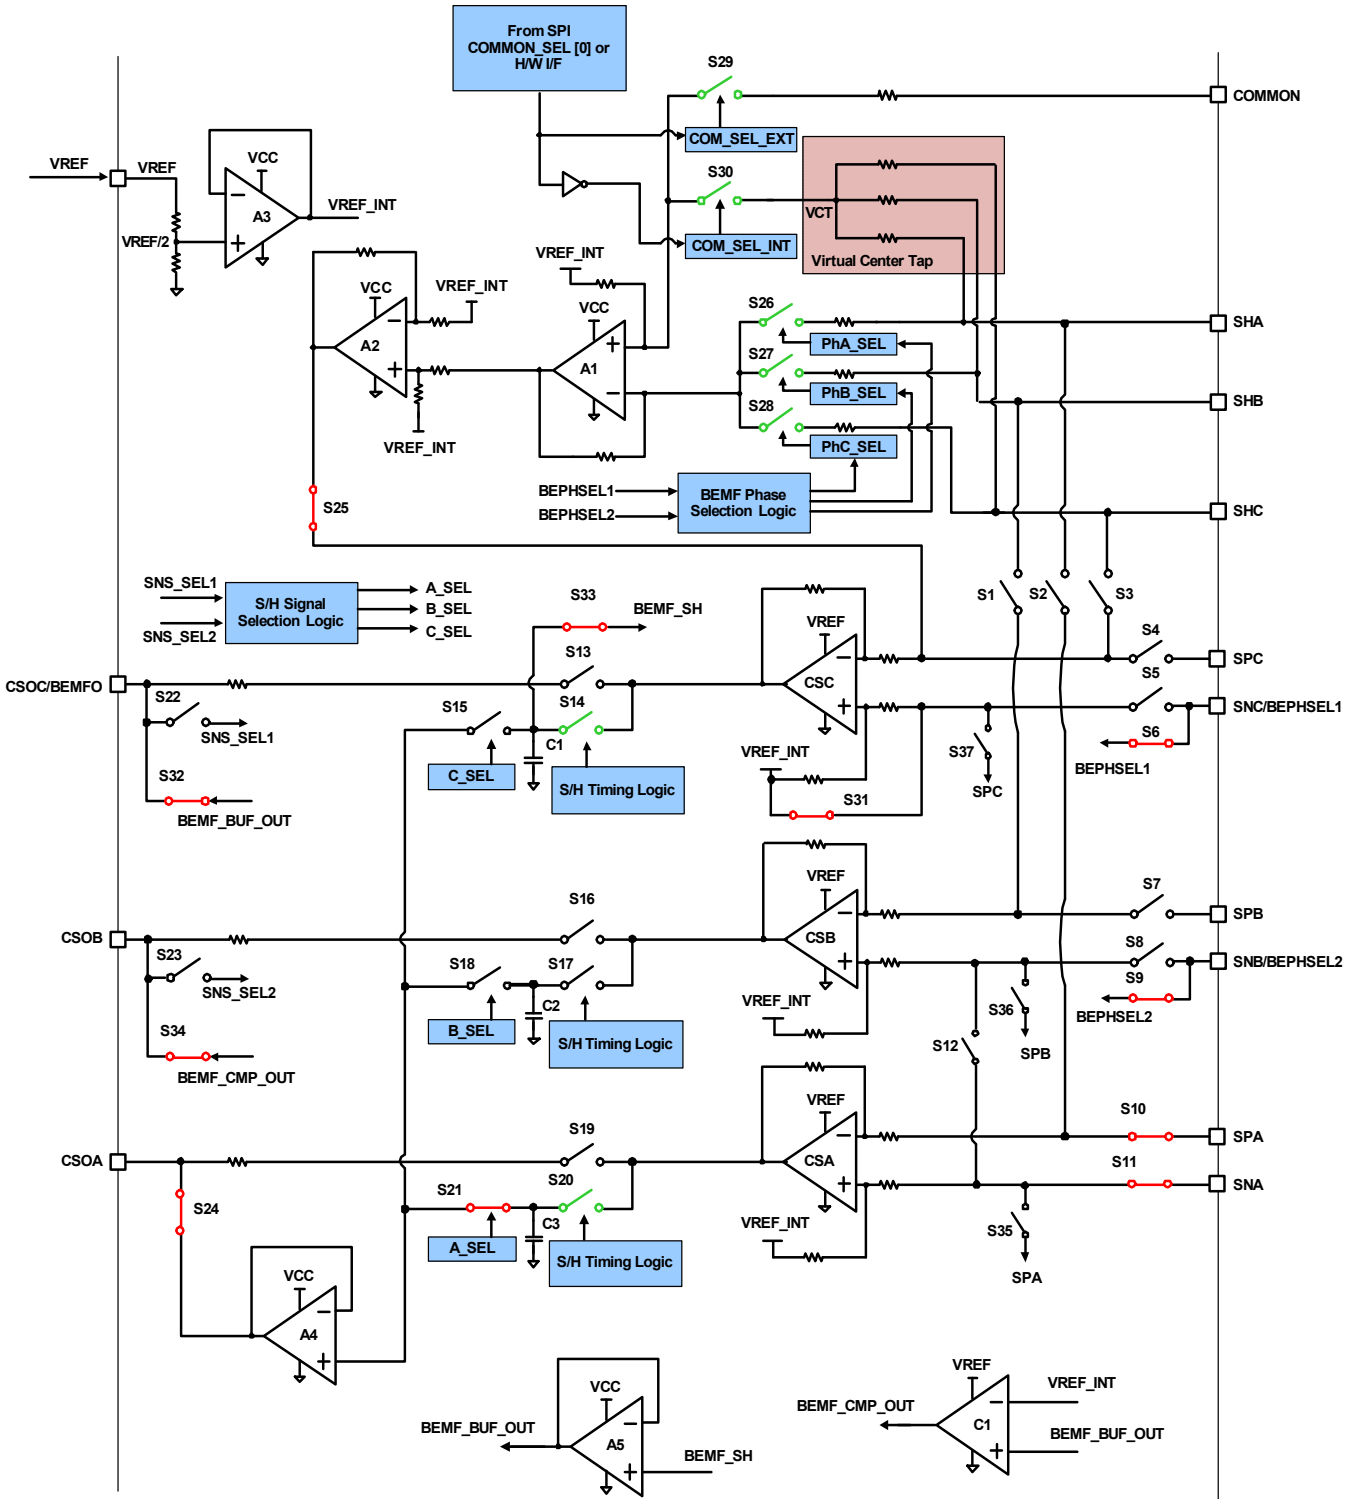 From SPI
COMMON_SEL [0] or
H/W I/F
S29
COMMON
COM_SEL_EXT
VREF
VREF
VCC
A3
VREF_INT
VREF/2
S30
VCT
COM_SEL_INT
Virtual Center Tap
VREF_INT
VCC
A1
VCC
A2
VREF_INT
VREF_INT
S26
PhA_SEL
S27
PhB_SEL
S28
PhC_SEL
SHA
SHB
SHC
BEPHSEL1
BEPHSEL2
BEMF Phase
Selection Logic
S25
SNS_SEL1
SNS_SEL2
S/H Signal
Selection Logic
A_SEL
B_SEL
C_SEL
S33
BEMF_SH
S1
S2
S3
S4
SPC
S5
SNC/BEPHSEL1
S6
BEPHSEL1
S37
SPC
CSOC/BEMFO
S22
SNS_SEL1
S32
BEMF_BUF_OUT
S13
S14
S15
C1
C_SEL
S/H Timing Logic
VREF
CSC
VREF_INT
S31
CSOB
S23
SNS_SEL2
S34
BEMF_CMP_OUT
S16
S17
S18
C2
B_SEL
S/H Timing Logic
VREF
CSB
VREF_INT
S7
SPB
S8
SNB/BEPHSEL2
S9
BEPHSEL2
S36
SPB
S12
CSOA
S24
S19
S20
S21
C3
A_SEL
S/H Timing Logic
VREF
CSA
VREF_INT
S10
SPA
S11
SNA
S35
SPA
VCC
A4
VCC
A5
BEMF_BUF_OUT
BEMF_SH
VREF
C1
VREF_INT
BEMF_CMP_OUT
BEMF_BUF_OUT